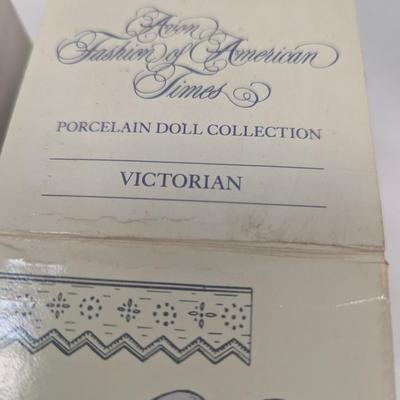 Avon
Fashion of American
Times
PORCELAIN DOLL COLLECTION
VICTORIAN